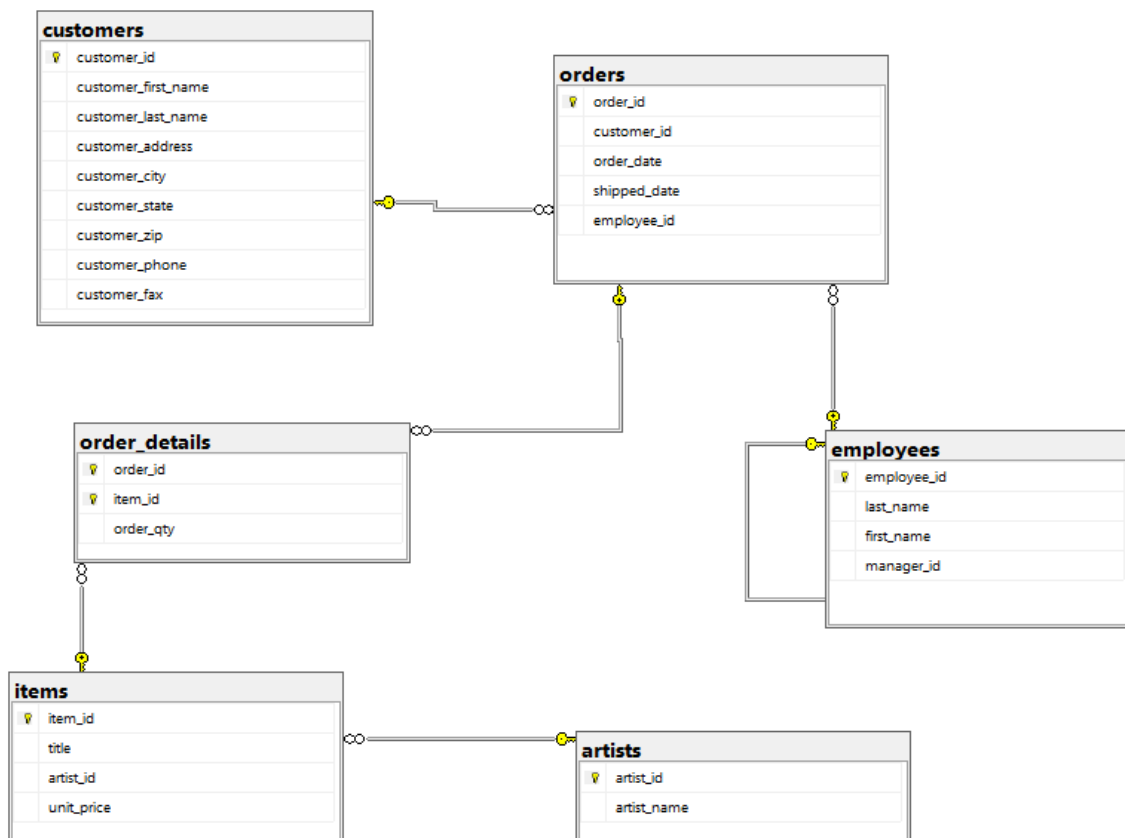 customers
customer_id
customer_first_name
customer_last_name
customer_address
customer_city
customer_state
customer_zip
customer_phone
customer_fax
orders
order_id
customer_id
order_date
shipped_date
employee_id
order_details
order_id
item_id
order_qty
employees
employee_id
last_name
first_name
manager_id
items
item_id
title
artist_id
unit_price
artists
artist_id
artist_name